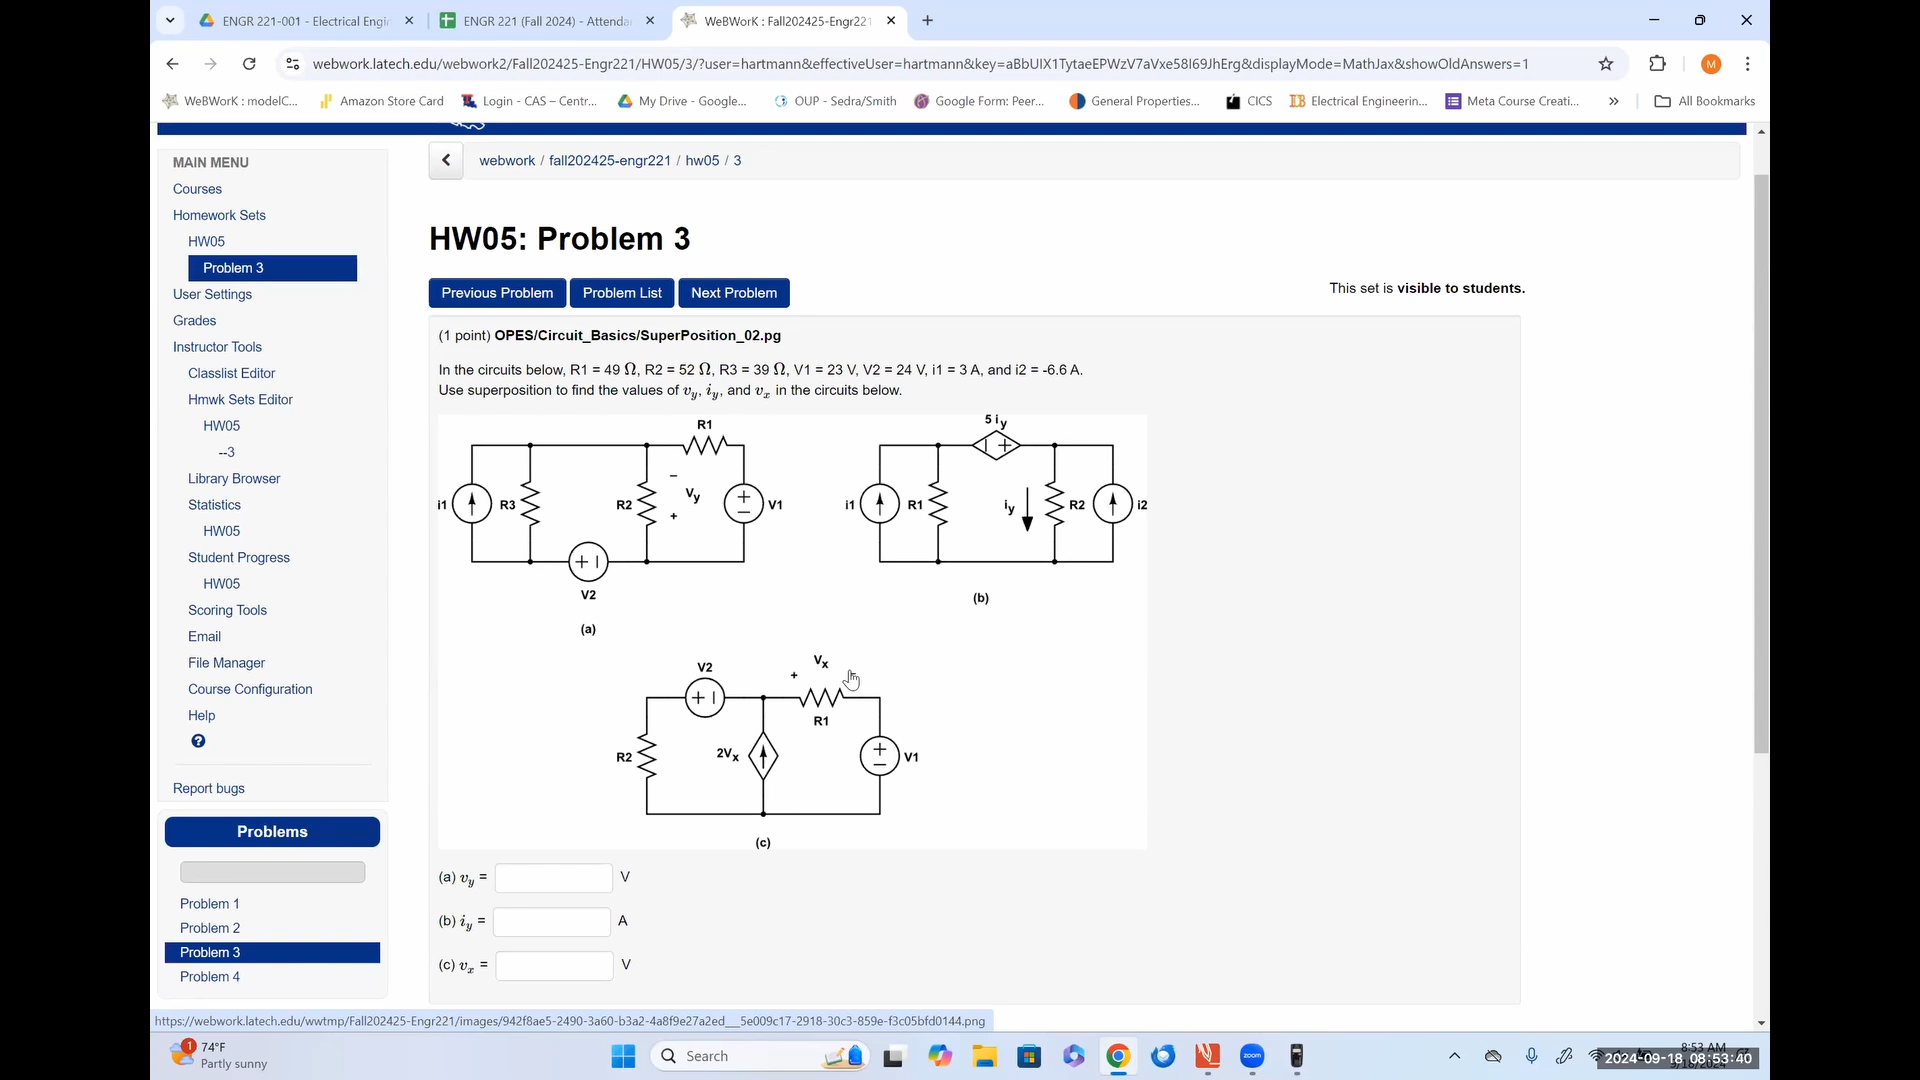 ENGR 221-001 - Electrical Engin
ENGR 221 (Fall 2024) - Attenda
WeBWorK : Fall202425-Engr221
webwork.latech.edu/webwork2/Fall202425-Engr221/HW05/3/?user=hartmann&effectiveUser=hartmann&key=aBbUIX1TytaeEPWzV7aVxe58I69JhErg&displayMode=MathJax&showOldAnswers=1
M
WeBWorK : modelC...
Amazon Store Card
Login - CAS – Centr...
My Drive - Google...
OUP - Sedra/Smith
Google Form: Peer...
General Properties...
CICS
Electrical Engineerin...
Meta Course Creati...
»
All Bookmarks
MAIN MENU
Courses
Homework Sets
HW05
Problem 3
User Settings
Grades
Instructor Tools
Classlist Editor
Hmwk Sets Editor
HW05
--3
Library Browser
Statistics
HW05
Student Progress
HW05
Scoring Tools
Email
File Manager
Course Configuration
Help
?
Report bugs
Problems
Problem 1
Problem 2
Problem 3
Problem 4
webwork / fall202425-engr221 / hw05 / 3
HW05: Problem 3
Previous Problem Problem List Next Problem
This set is visible to students.
(1 point) OPES/Circuit_Basics/SuperPosition_02.pg
In the circuits below, R1 = 49 Ω, R2 = 52 Ω, R3 = 39 Ω, V1 = 23 V, V2 = 24 V, i1 = 3 A, and i2 = -6.6 A.
Use superposition to find the values of vy, iy, and vx in the circuits below.
R1
i1 R3 R2 − Vy + + − V1
+ |
V2
(a)
5 iy
| +
i1 R1 iy R2 i2
(b)
V2 + Vx
+ |
R1
R2 2Vx + − V1
(c)
(a) vy = V
(b) iy = A
(c) vx = V
https://webwork.latech.edu/wwtmp/Fall202425-Engr221/images/942f8ae5-2490-3a60-b3a2-4a8f9e27a2ed___5e009c17-2918-30c3-859e-f3c05bfd0144.png
1
74°F
Partly sunny
Search
zoom
8:53 AM
2024-09-18 08:53:40